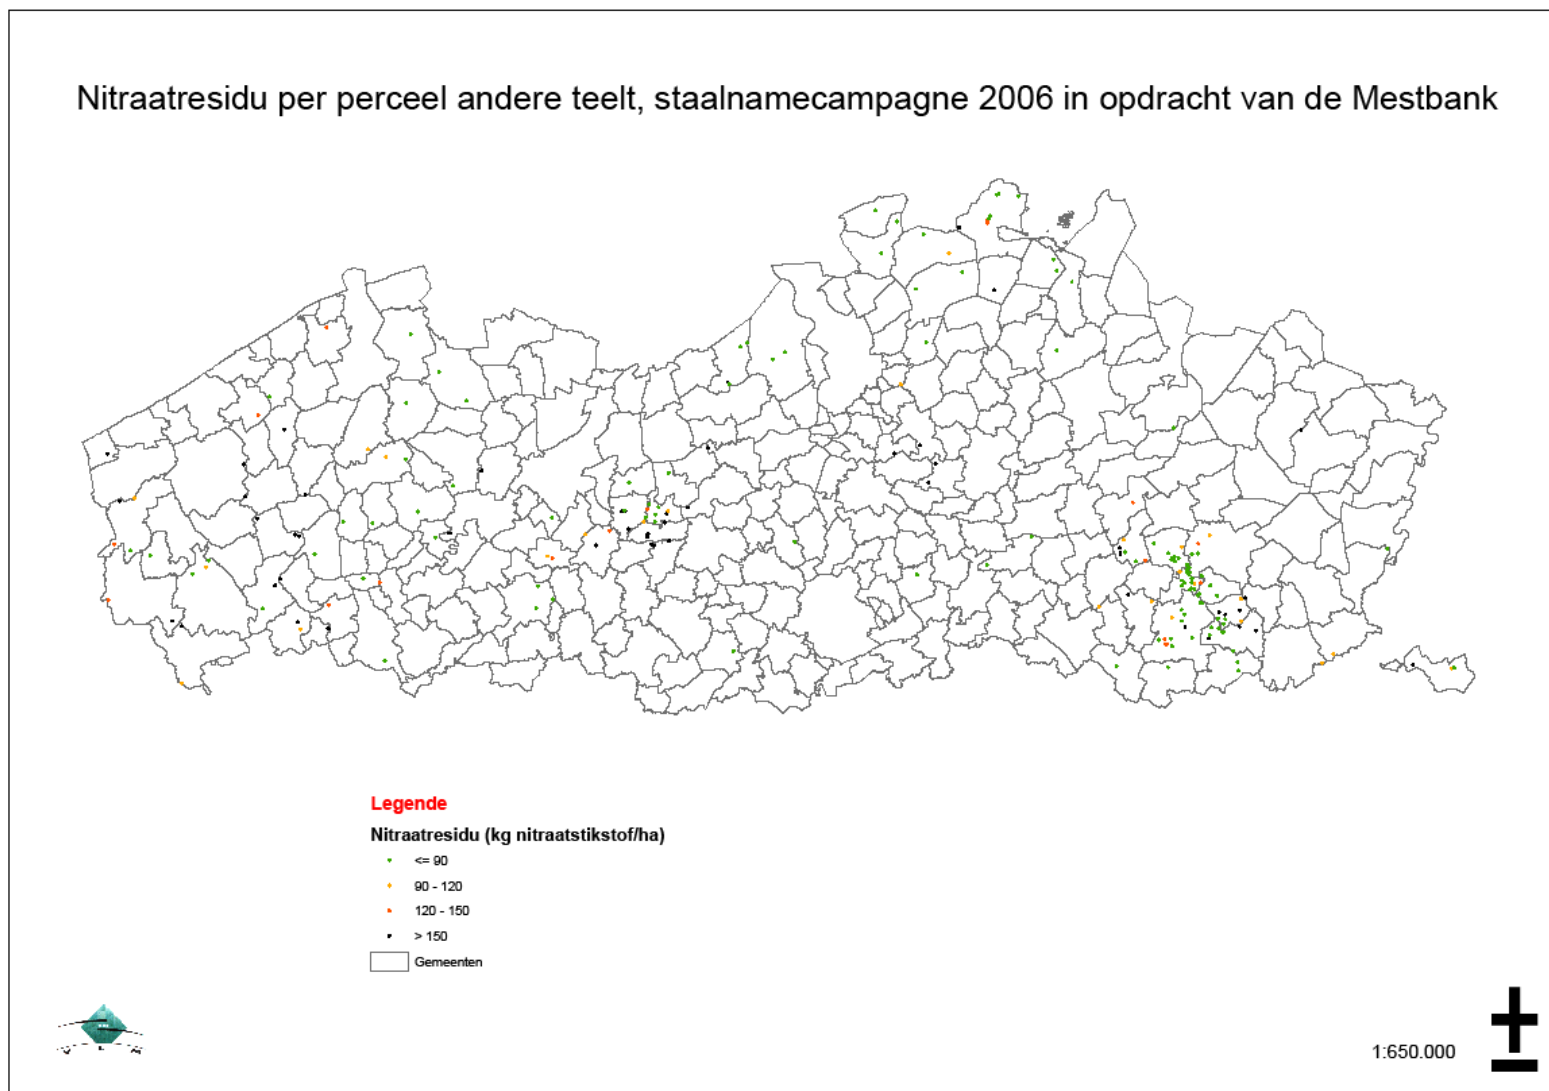 Nitraatresidu per perceel andere teelt, staalnamecampagne 2006 in opdracht van de Mestbank
Legende
Nitraatresidu (kg nitraatstikstof/ha)
<= 90
90 - 120
120 - 150
> 150
Gemeenten
1:650.000